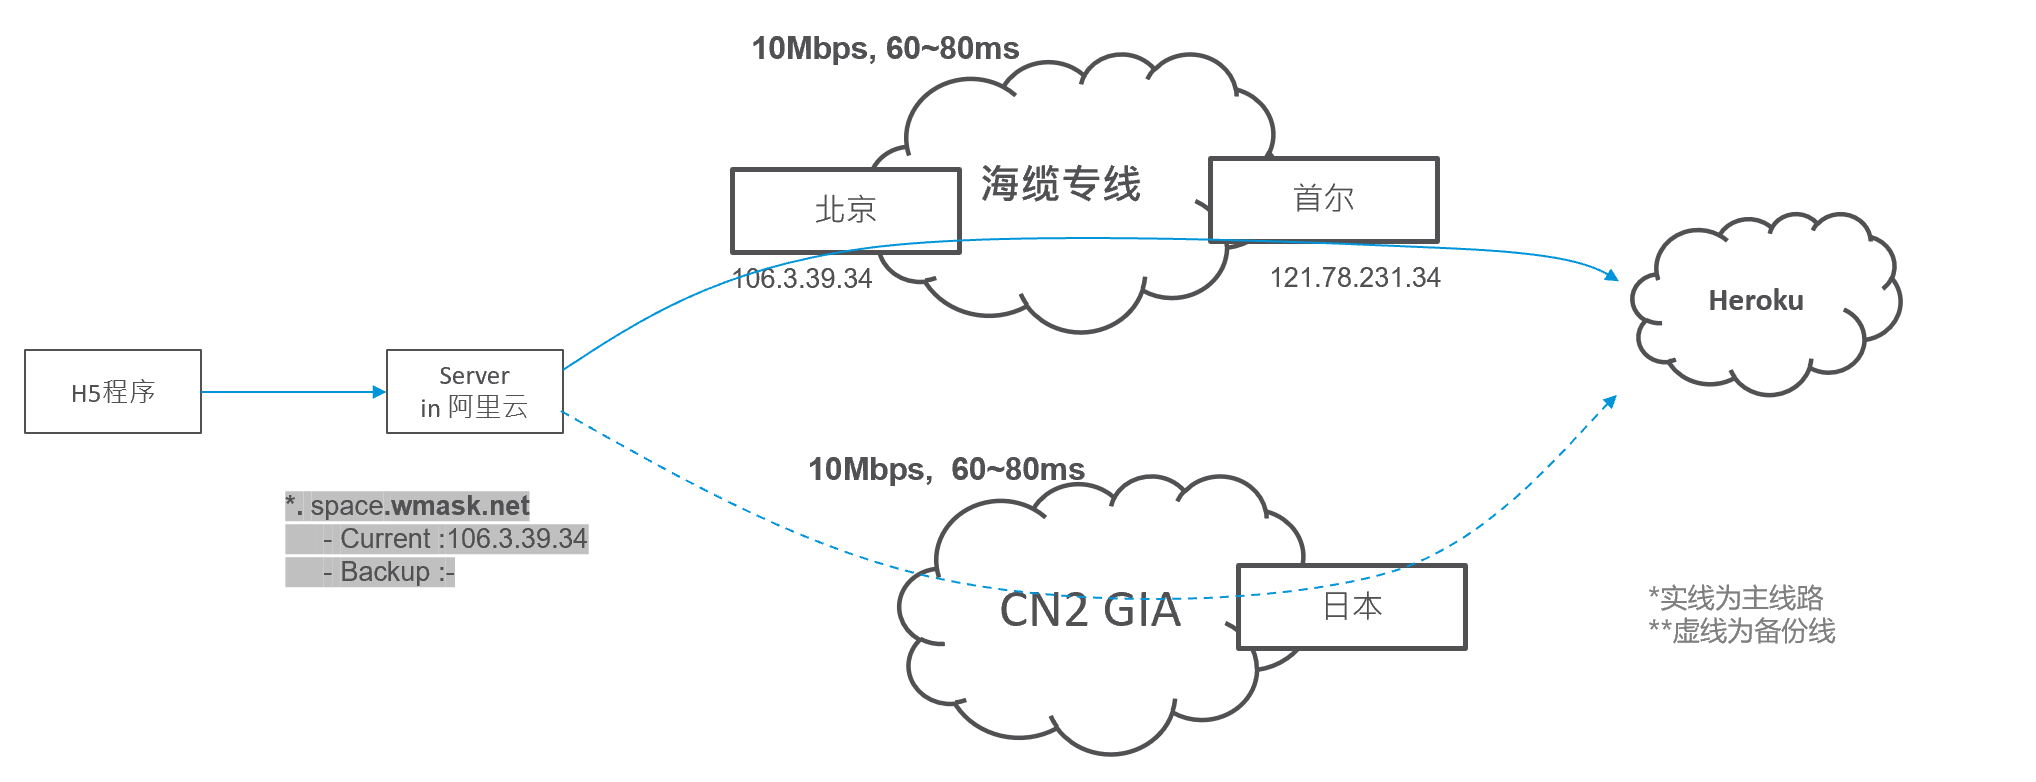 10Mbps, 60~80ms
海缆专线
北京
首尔
106.3.39.34
121.78.231.34
Heroku
H5程序
Server
in 阿里云
10Mbps,  60~80ms
*. space.wmask.net
- Current :106.3.39.34
- Backup :-
CN2 GIA
日本
*实线为主线路
**虚线为备份线